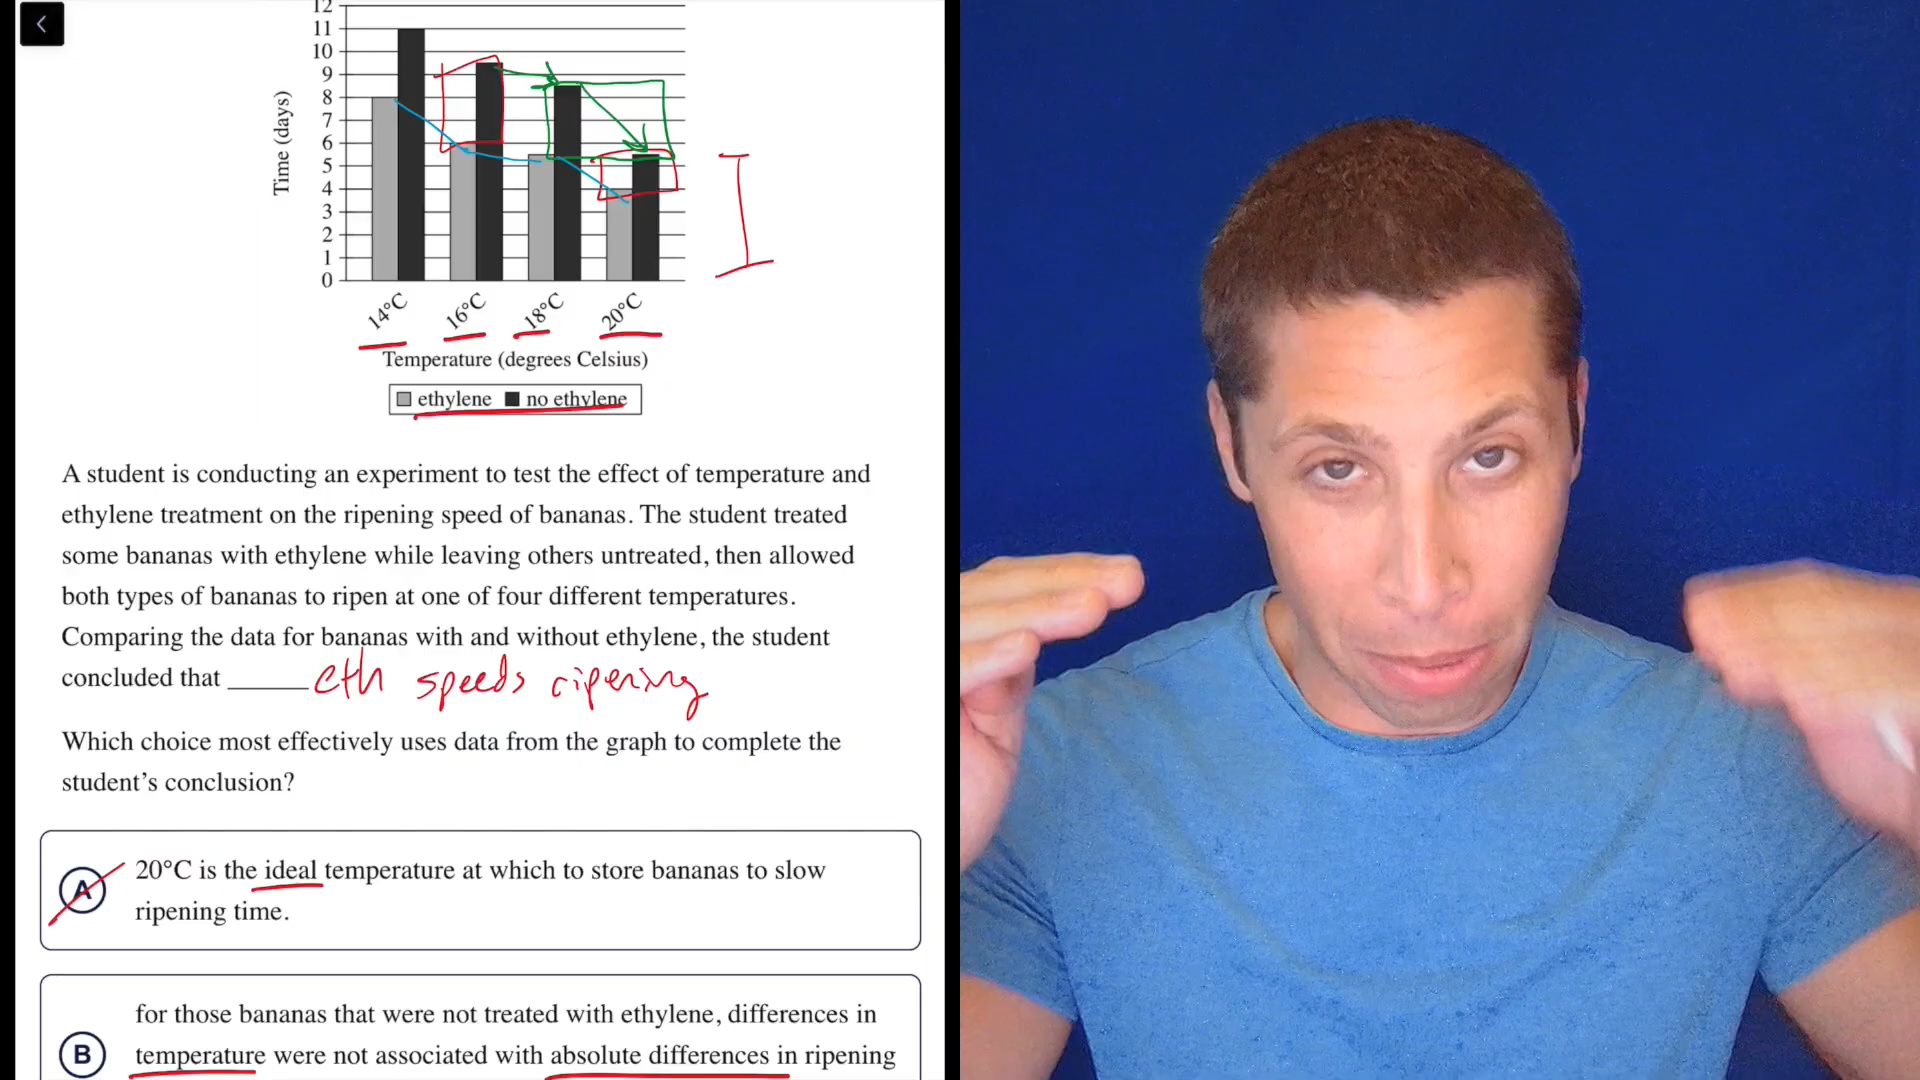 12
11
10
9
8
7
6
5
4
3
2
1
0
Time (days)
14°C 16°C 18°C 20°C
Temperature (degrees Celsius)
ethylene no ethylene
A student is conducting an experiment to test the effect of temperature and
ethylene treatment on the ripening speed of bananas. The student treated
some bananas with ethylene while leaving others untreated, then allowed
both types of bananas to ripen at one of four different temperatures.
Comparing the data for bananas with and without ethylene, the student
concluded that ______ eth speeds ripening
Which choice most effectively uses data from the graph to complete the
student's conclusion?
A 20°C is the ideal temperature at which to store bananas to slow
ripening time.
for those bananas that were not treated with ethylene, differences in
B temperature were not associated with absolute differences in ripening